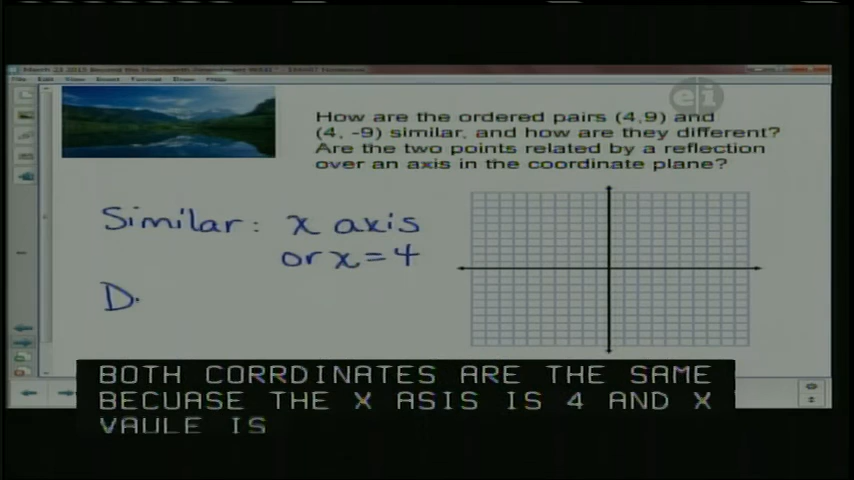 How are the ordered pairs (4,9) and
(4, -9) similar, and how are they different?
Are the two points related by a reflection
over an axis in the coordinate plane?
Similar: x axis
or x = 4
D
BOTH CORRDINATES ARE THE SAME
BECUASE THE X ASIS IS 4 AND X
VAULE IS
ei